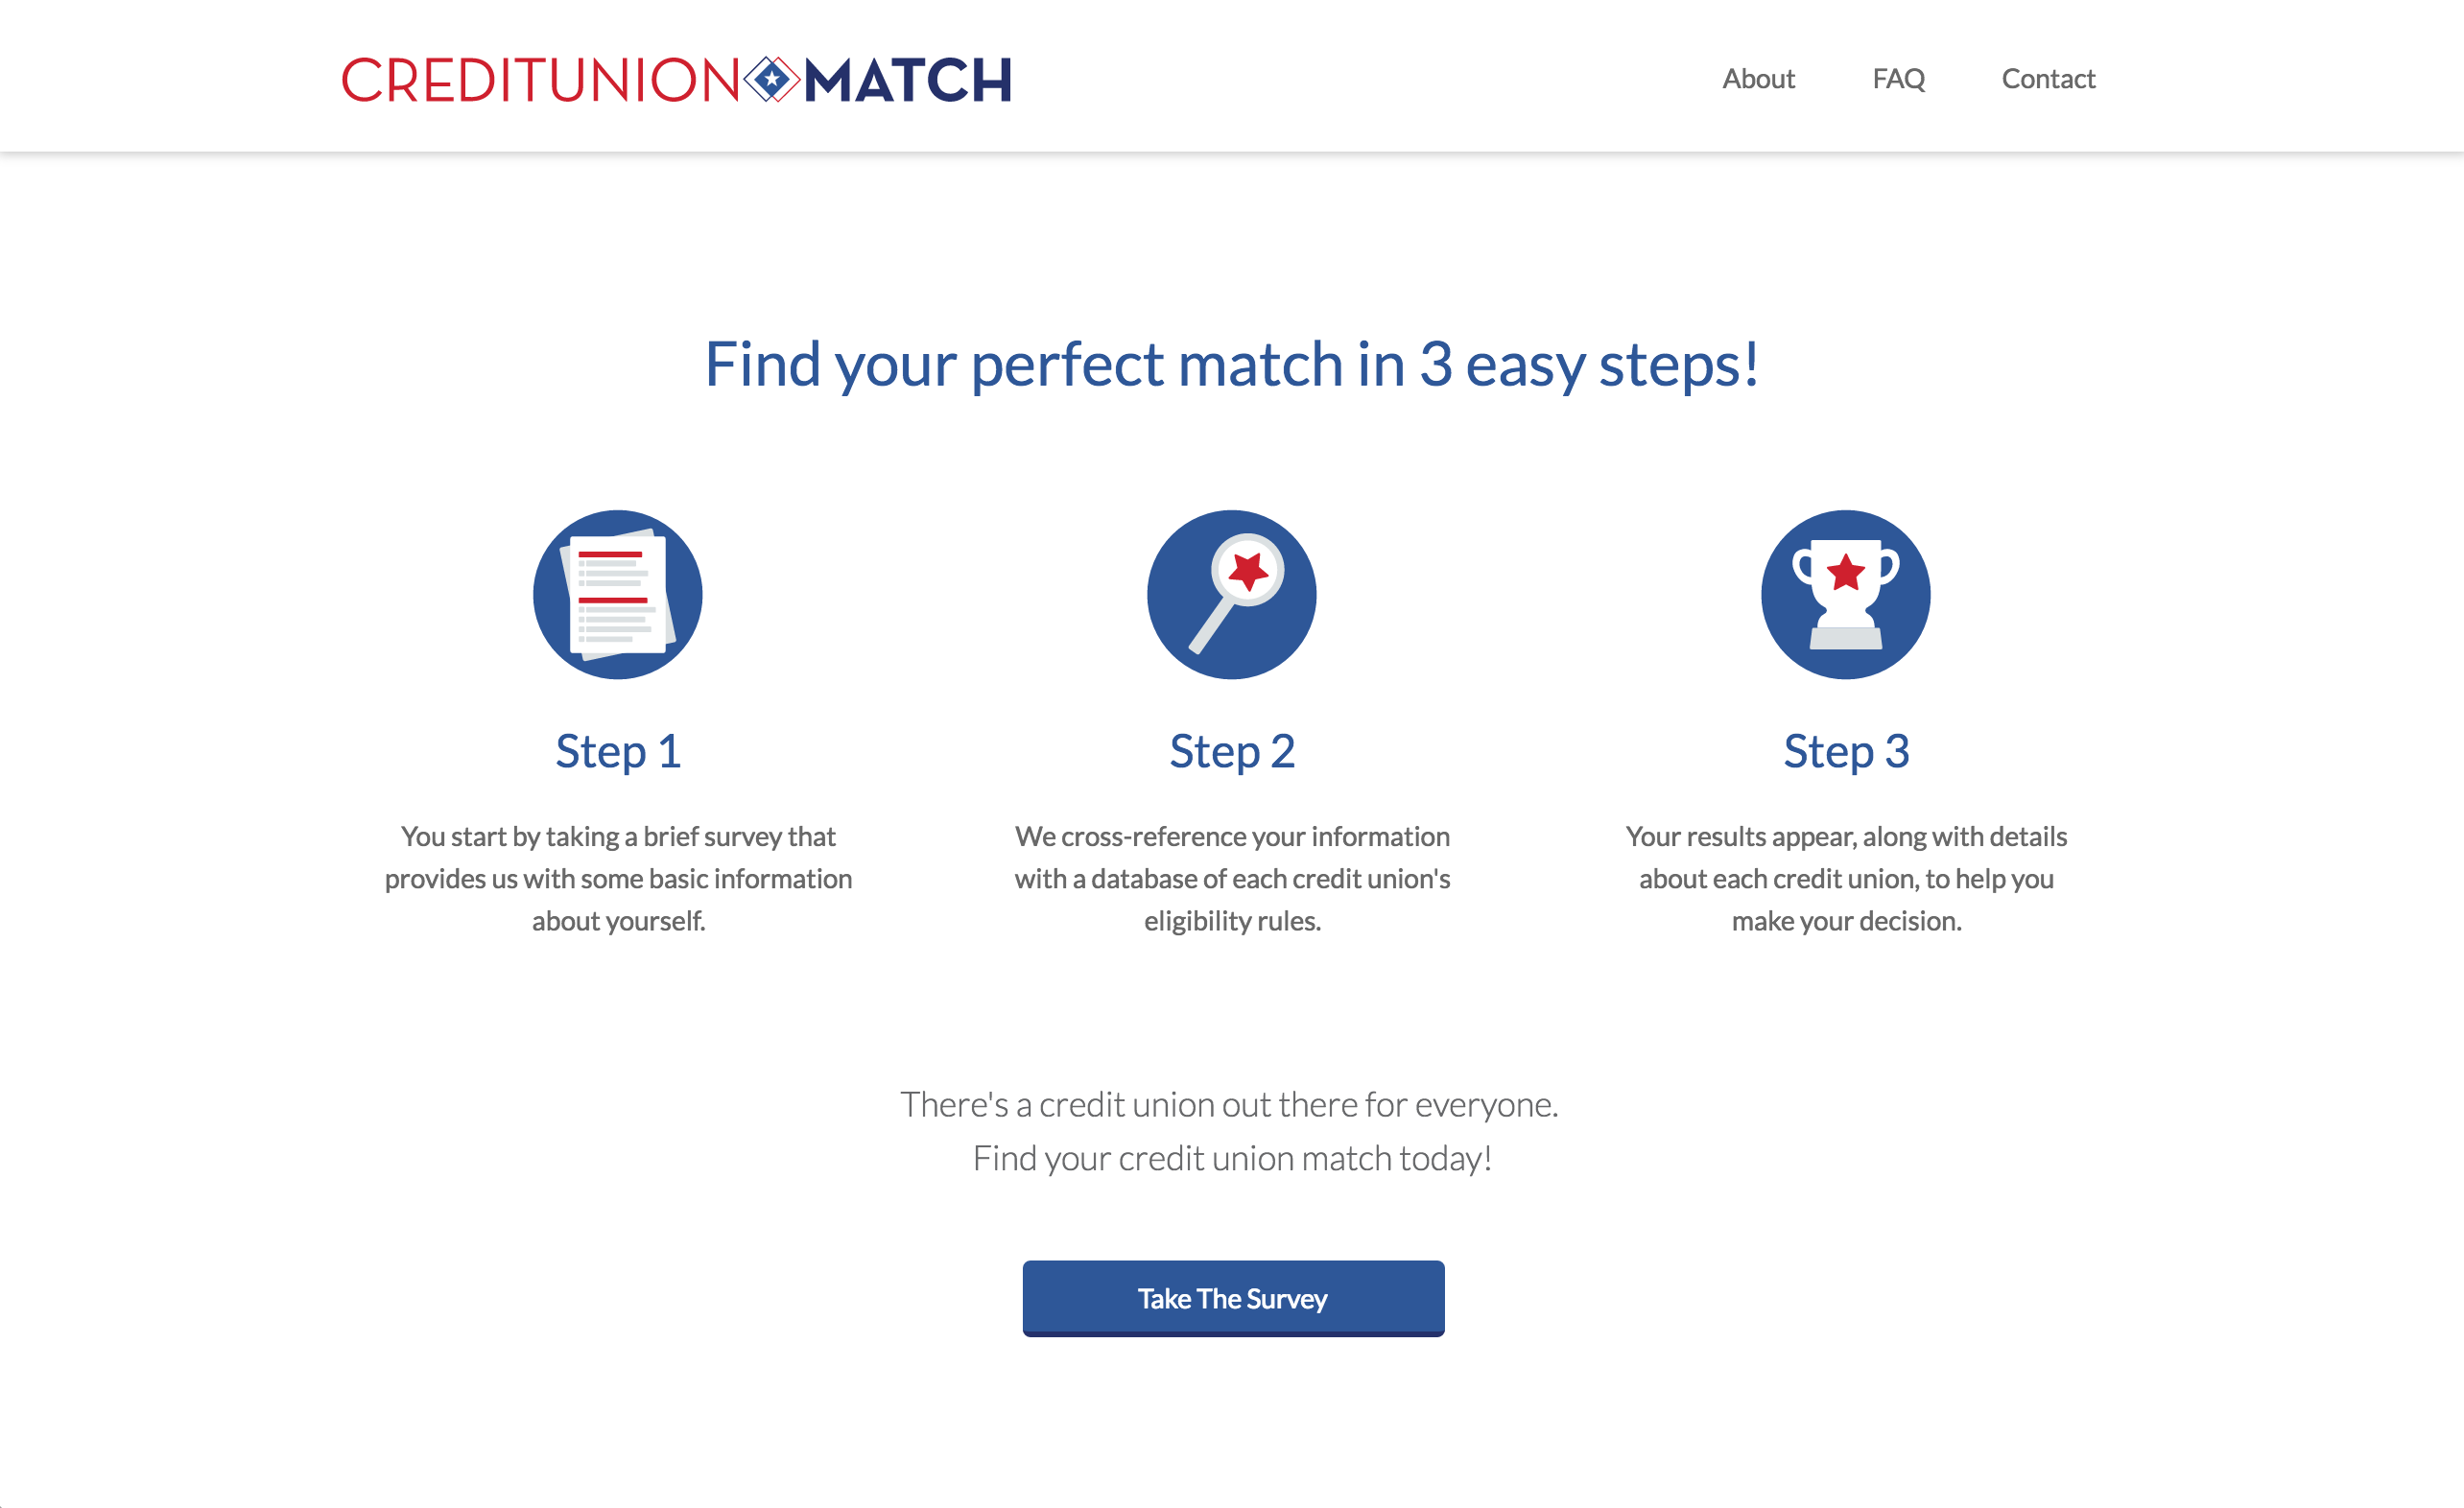 CREDITUNION MATCH
About FAQ Contact
Find your perfect match in 3 easy steps!
Step 1
You start by taking a brief survey that
provides us with some basic information
about yourself.
Step 2
We cross-reference your information
with a database of each credit union's
eligibility rules.
Step 3
Your results appear, along with details
about each credit union, to help you
make your decision.
There's a credit union out there for everyone.
Find your credit union match today!
Take The Survey